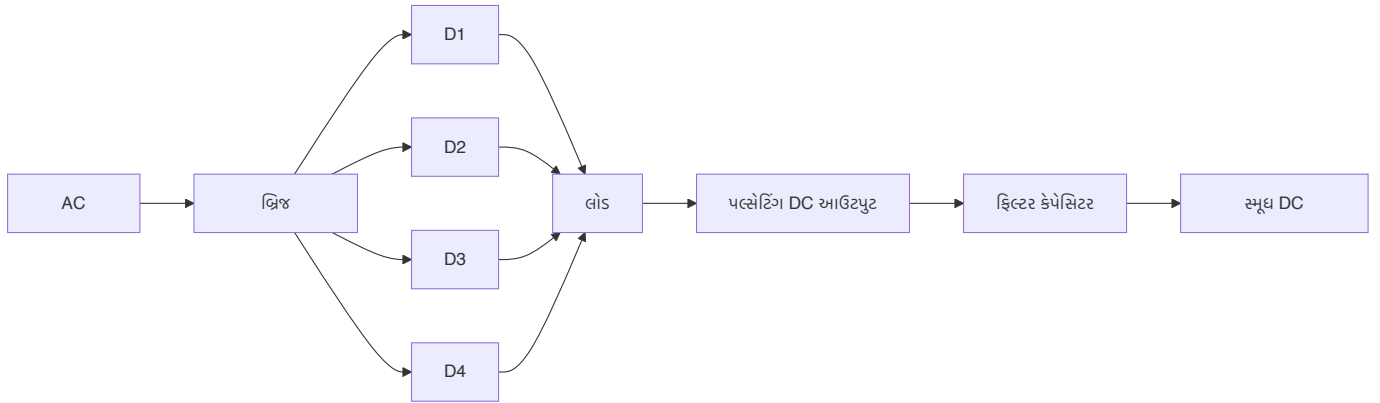 AC
બ્રિજ
D1
D2
D3
D4
લોડ
પલ્સેટિંગ DC આઉટપુટ
ફિલ્ટર કેપેસિટર
સ્મૂધ DC